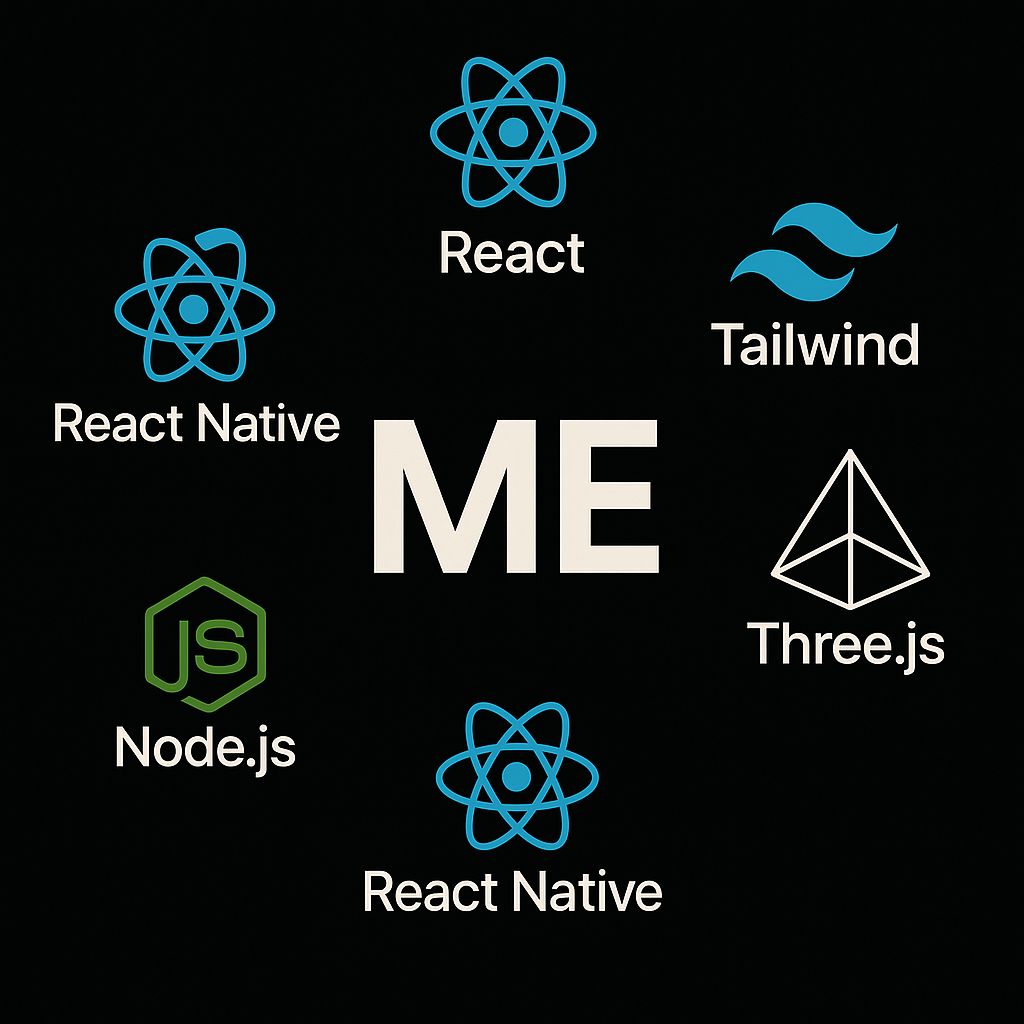 React
Tailwind
React Native
ME
Three.js
JS
Node.js
React Native